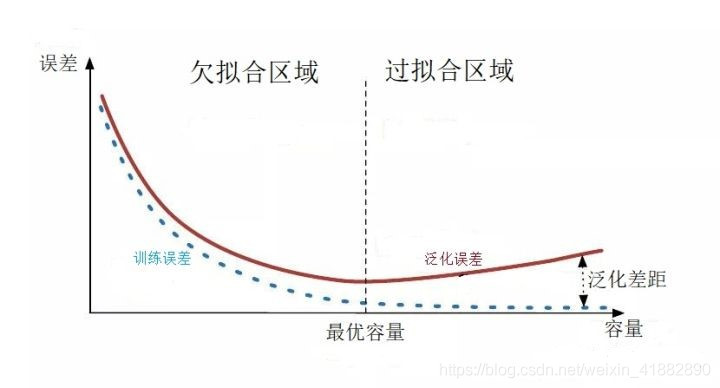 误差
欠拟合区域
过拟合区域
训练误差
泛化误差
泛化差距
最优容量
容量
https://blog.csdn.net/weixin_41882890